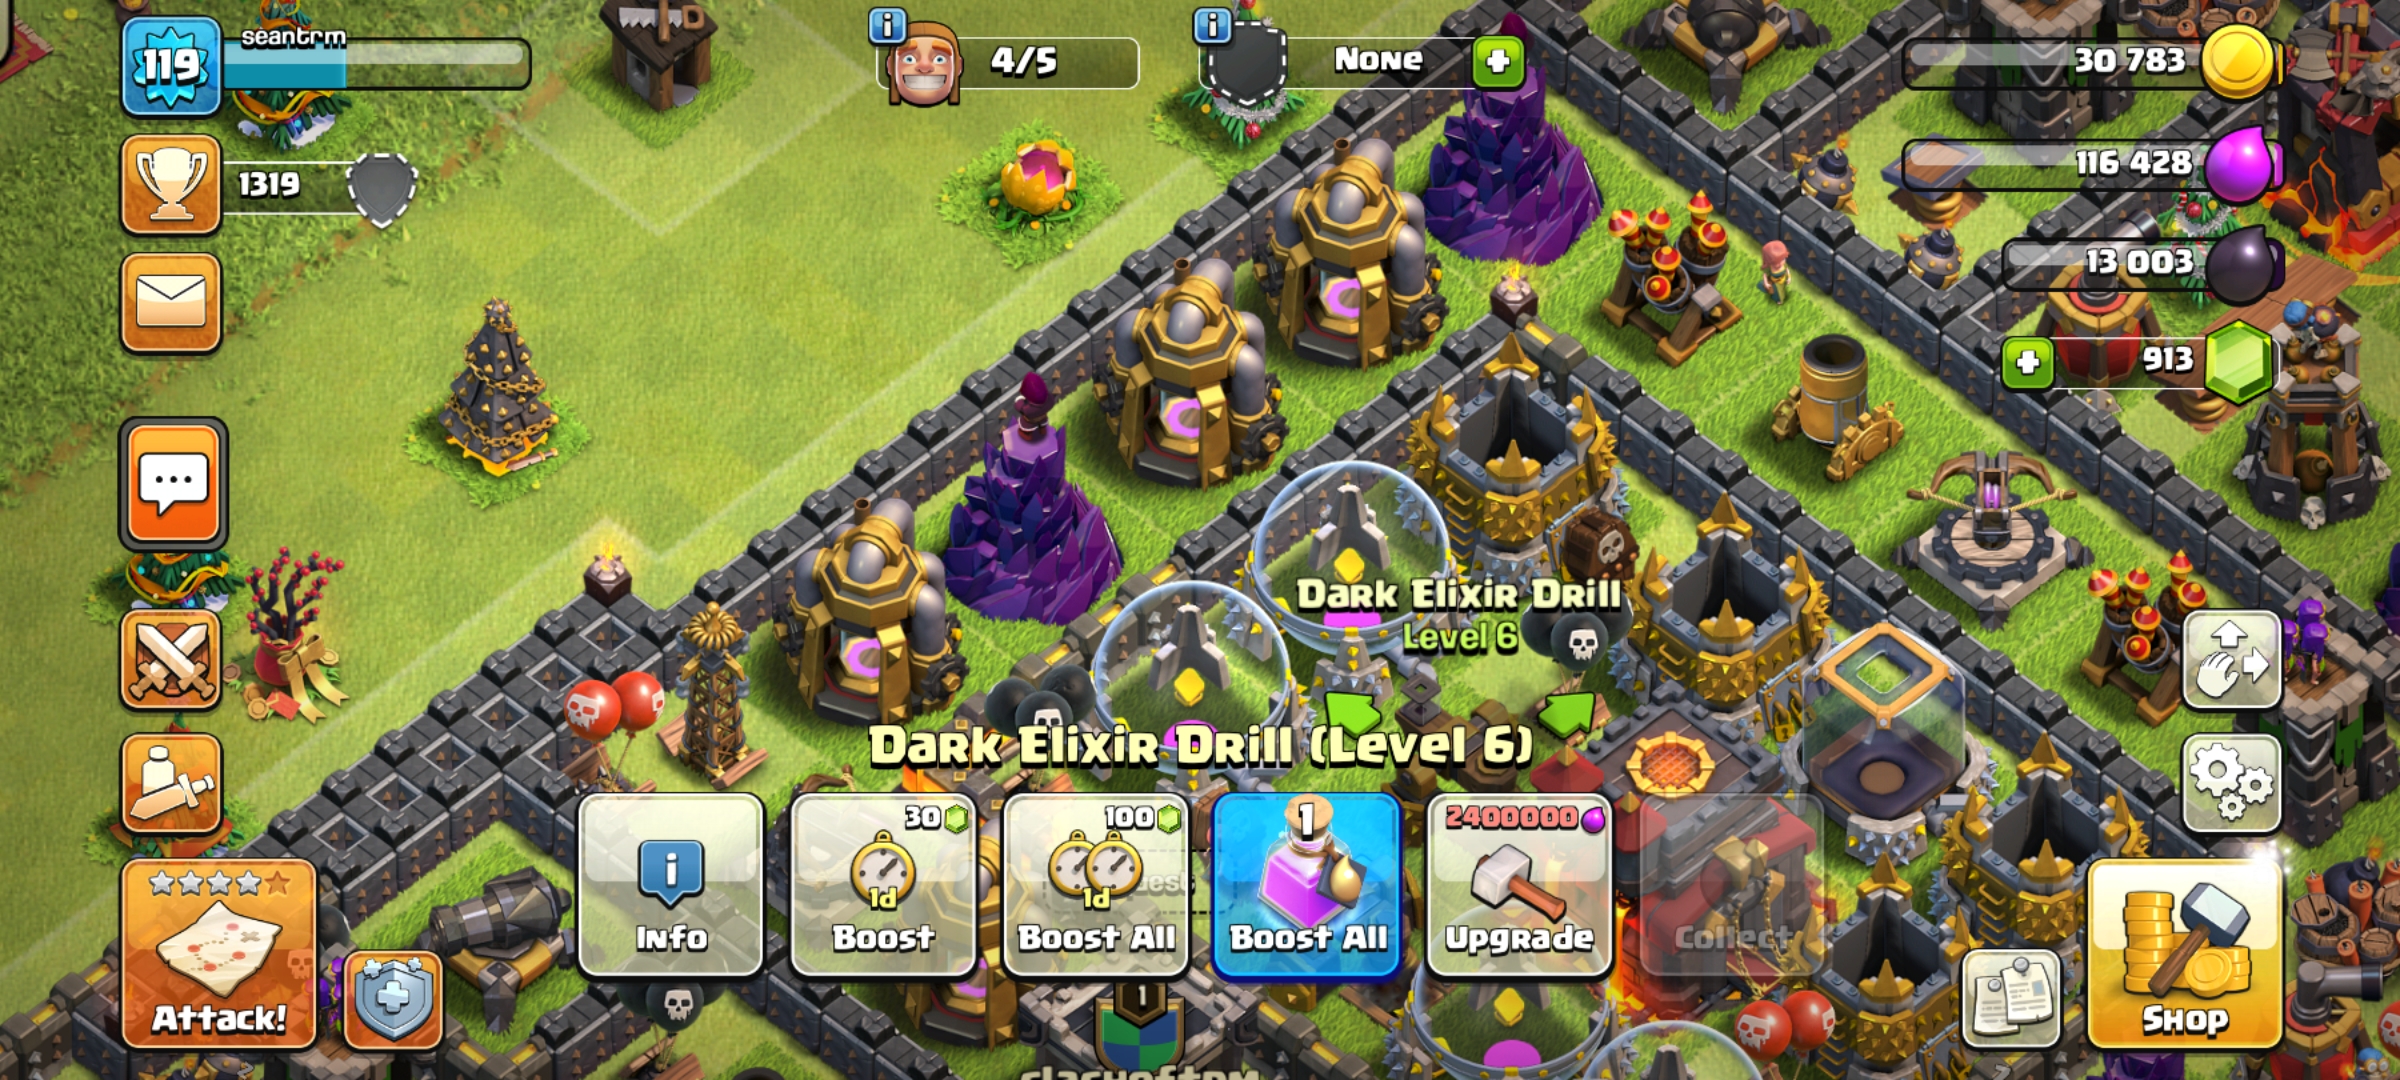 119
seantrm
4/5
None
30 783
1319
116 428
13 003
913
Dark Elixir Drill
Level 6
Dark Elixir Drill (Level 6)
Info
30
1d
Boost
100
1d
Boost All
1
Boost All
2400000
Upgrade
Collect
Attack!
1
Shop
clashoftrm